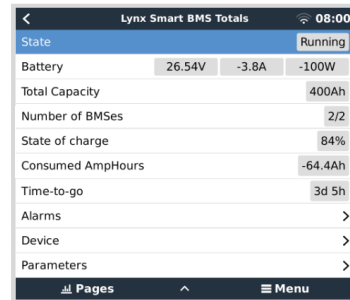 Lynx Smart BMS Totals 08:00
State Running
Battery 26.54V -3.8A -100W
Total Capacity 400Ah
Number of BMSes 2/2
State of charge 84%
Consumed AmpHours -64.4Ah
Time-to-go 3d 5h
Alarms
Device
Parameters
Pages Menu